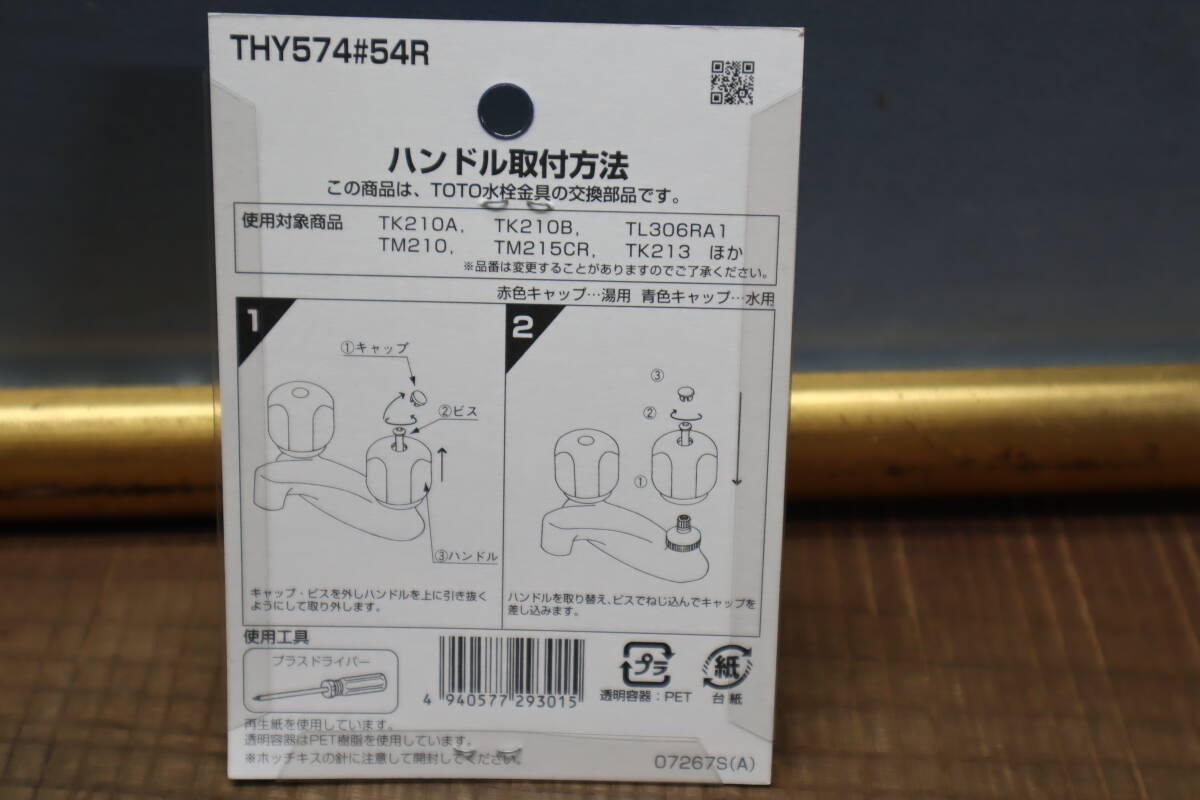 THY574#54R
ハンドル取付方法
この商品は、TOTO水栓金具の交換部品です。
使用対象商品 TK210A, TK210B, TL306RA1
TM210, TM215CR, TK213 ほか
※品番は変更することがありますのでご了承ください。
赤色キャップ…湯用 青色キャップ…水用
1
①キャップ
②ビス
③ハンドル
キャップ・ビスを外しハンドルを上に引き抜く
ようにして取り外します。
2
③
②
①
ハンドルを取り替え、ビスでねじ込んでキャップを
差し込みます。
使用工具
プラスドライバー
4 940577 293015
プラ
透明容器：PET
紙
台紙
再生紙を使用しています。
透明容器はPET樹脂を使用しています。
※ホッチキスの針に注意して開封してください。
07267S(A)